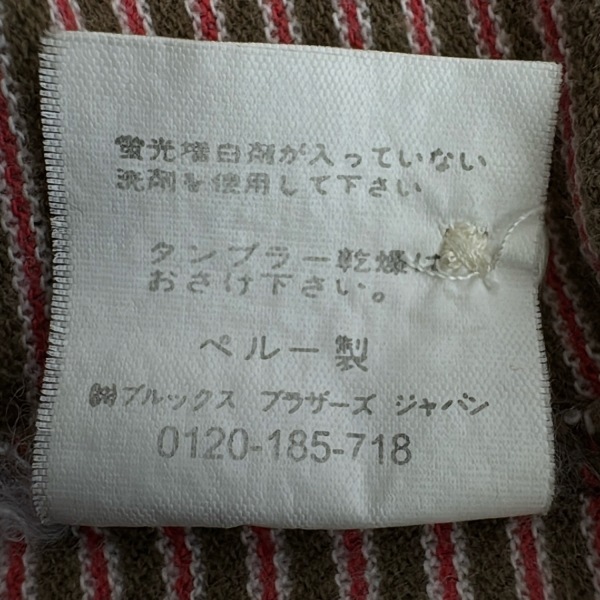 蛍光増白剤が入っていない
洗剤を使用して下さい
タンブラー乾燥は
おさけ下さい。
ペルー製
㈱ブルックス ブラザーズ ジャパン
0120-185-718